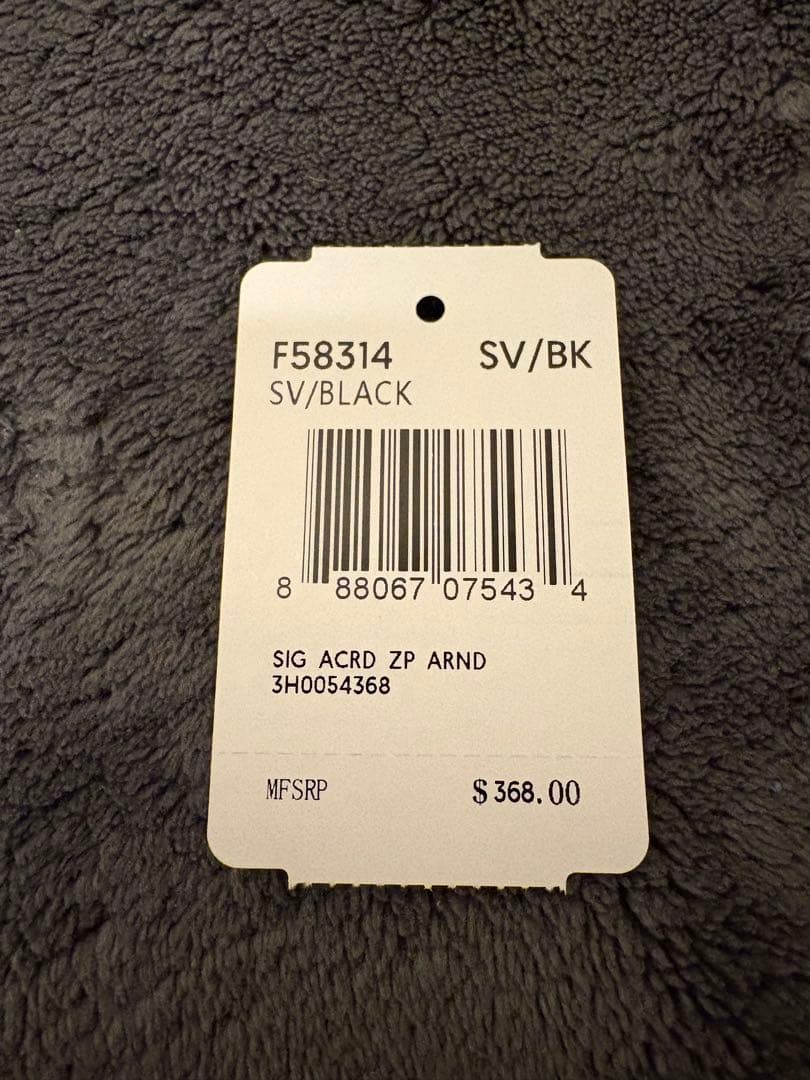 F58314 SV/BK
SV/BLACK
8 88067 07543 4
SIG ACRD ZP ARND
3H0054368
MFSRP $368.00